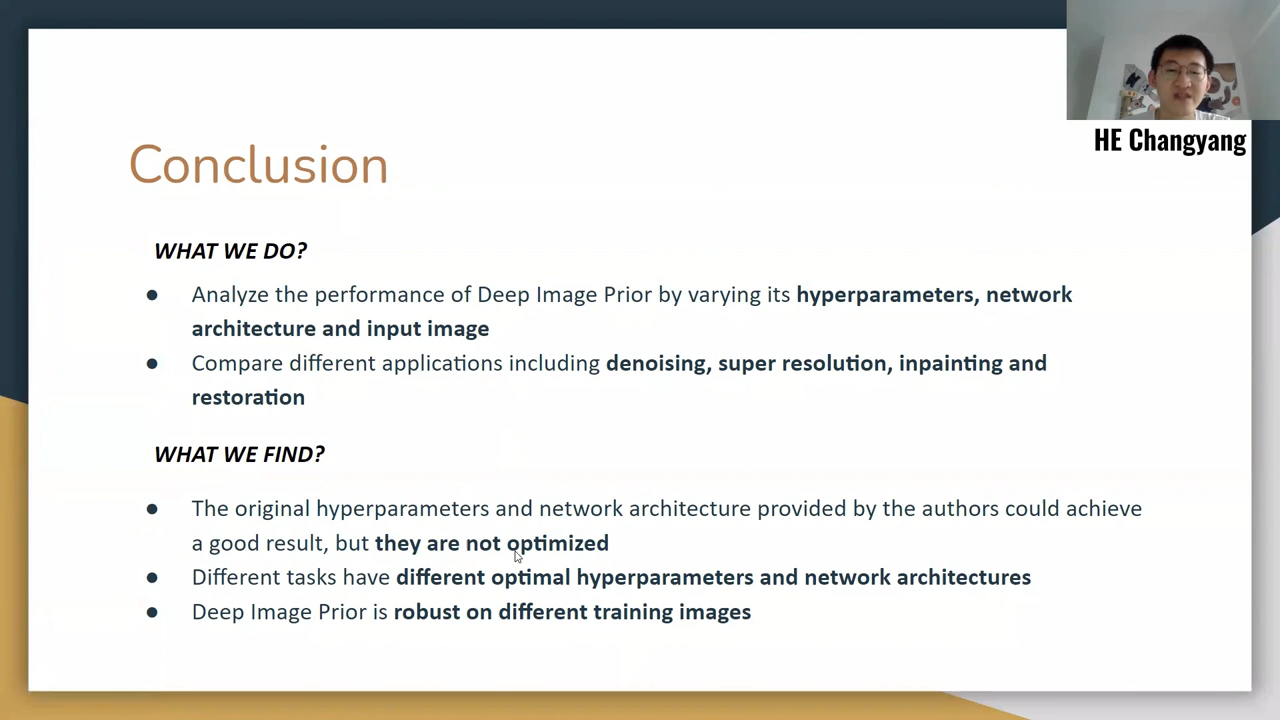 HE Changyang
Conclusion
WHAT WE DO?
● Analyze the performance of Deep Image Prior by varying its hyperparameters, network
architecture and input image
● Compare different applications including denoising, super resolution, inpainting and
restoration
WHAT WE FIND?
● The original hyperparameters and network architecture provided by the authors could achieve
a good result, but they are not optimized
● Different tasks have different optimal hyperparameters and network architectures
● Deep Image Prior is robust on different training images